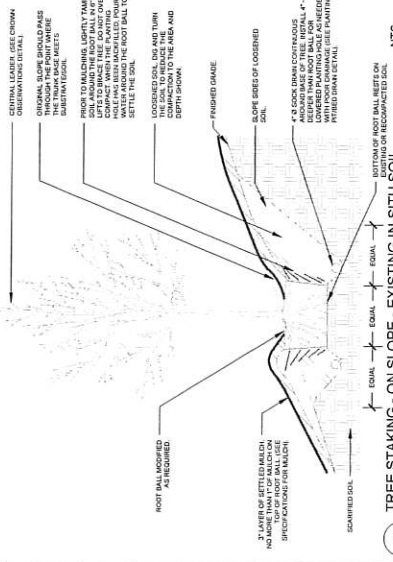 CENTRAL LEADER. (SEE CROWN
OBSERVATIONS DETAIL).
ORIGINAL SLOPE SHOULD PASS
THROUGH THE POINT WHERE
THE TRUNK BASE MEETS
SUBSTRATE/SOIL.
PRIOR TO MULCHING, LIGHTLY TAM
SOIL AROUND THE ROOT BALL IN 6"
LIFTS TO BRACE TREE. DO NOT OVE
COMPACT. WHEN THE PLANTING
HOLE HAS BEEN BACKFILLED, POUR
WATER AROUND THE ROOT BALL TO
SETTLE THE SOIL.
LOOSENED SOIL. DIG AND TURN
THE SOIL TO REDUCE THE
COMPACTION TO THE AREA AND
DEPTH SHOWN.
FINISHED GRADE.
SLOPE SIDES OF LOOSENED
SOIL.
4" Ø SOCK DRAIN CONTINUOUS
AROUND BASE OF TREE. INSTALL 4"
DEEPER THAN ROOT BALL FOR
LOWERED PLANTING HOLE AS NEEDE
WITH POOR DRAINAGE (SEE PLANTIN
PIT/BED DRAIN DETAIL)
BOTTOM OF ROOT BALL RESTS ON
EXISTING OR RECOMPACTED SOIL.
ROOT BALL MODIFIED
AS REQUIRED.
3" LAYER OF SETTLED MULCH.
NO MORE THAN 1" OF MULCH ON
TOP OF ROOT BALL. (SEE
SPECIFICATIONS FOR MULCH).
SCARIFIED SOIL
EQUAL
EQUAL
EQUAL
TREE STAKING - ON SLOPE - EXISTING IN SITU SOIL
NTS